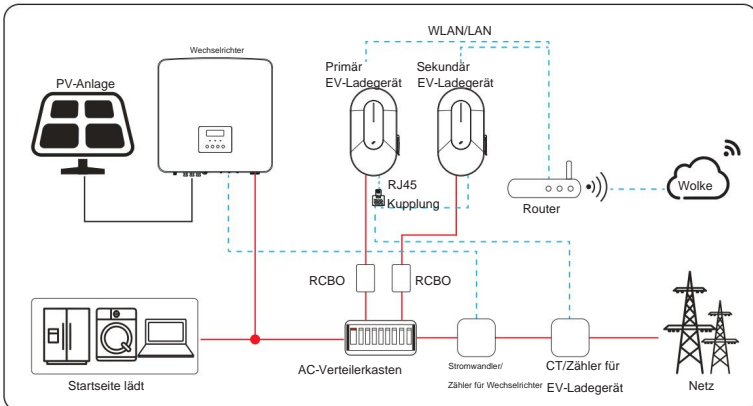 WLAN/LAN
Wechselrichter
PV-Anlage
Primär
EV-Ladegerät
Sekundär
EV-Ladegerät
RJ45
Kupplung
Router
Wolke
RCBO
RCBO
Startseite lädt
AC-Verteilerkasten
Stromwandler/
Zähler für Wechselrichter
CT/Zähler für
EV-Ladegerät
Netz